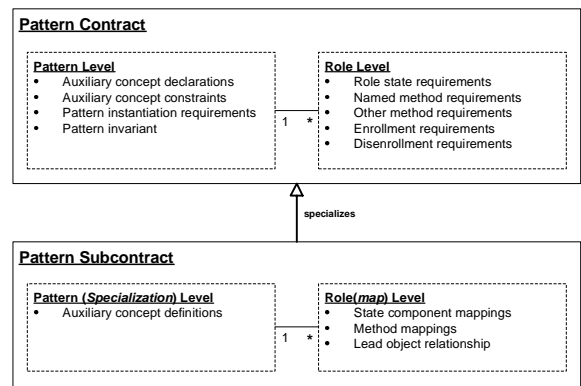 Pattern Contract
Pattern Level
• Auxiliary concept declarations
• Auxiliary concept constraints
• Pattern instantiation requirements
• Pattern invariant
1 *
Role Level
• Role state requirements
• Named method requirements
• Other method requirements
• Enrollment requirements
• Disenrollment requirements
specializes
Pattern Subcontract
Pattern (Specialization) Level
• Auxiliary concept definitions
1 *
Role(map) Level
• State component mappings
• Method mappings
• Lead object relationship